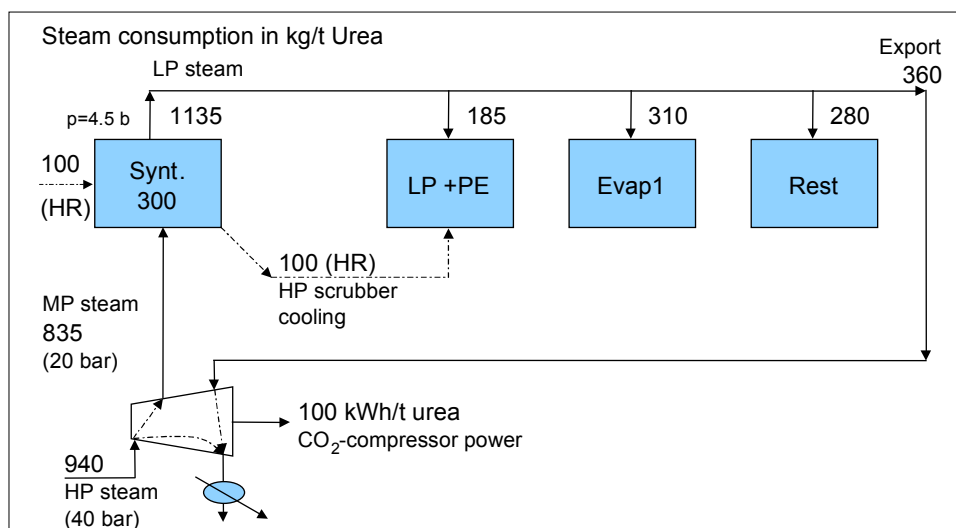 Steam consumption in kg/t Urea
Export
360
LP steam
p=4.5 b
1135
185
310
280
100
(HR)
Synt.
300
LP +PE
Evap1
Rest
100 (HR)
HP scrubber
cooling
MP steam
835
(20 bar)
100 kWh/t urea
CO₂-compressor power
940
HP steam
(40 bar)